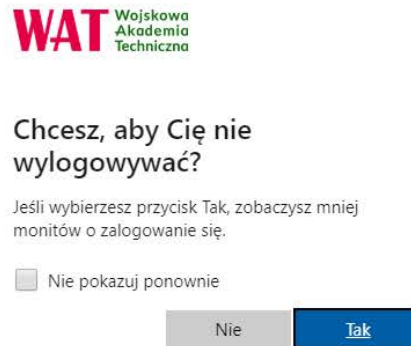 WAT Wojskowa
Akademia
Techniczna
Chcesz, aby Cię nie
wylogowywać?
Jeśli wybierzesz przycisk Tak, zobaczysz mniej
monitów o zalogowanie się.
Nie pokazuj ponownie
Nie Tak